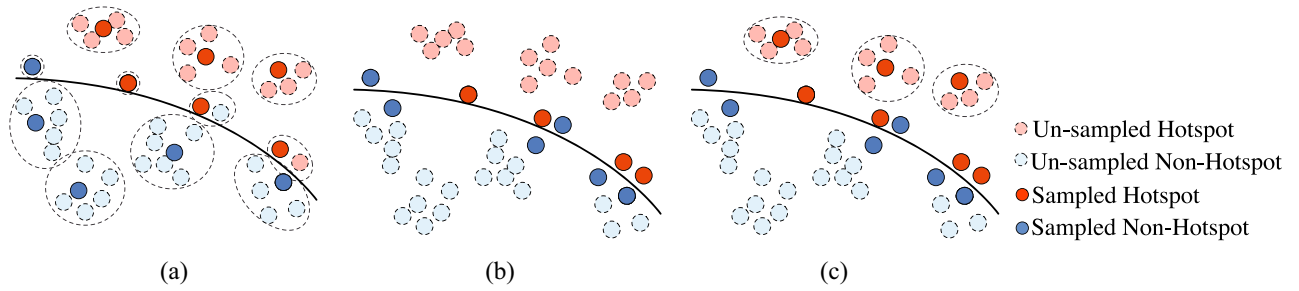 Un-sampled Hotspot
Un-sampled Non-Hotspot
Sampled Hotspot
Sampled Non-Hotspot
(a)
(b)
(c)